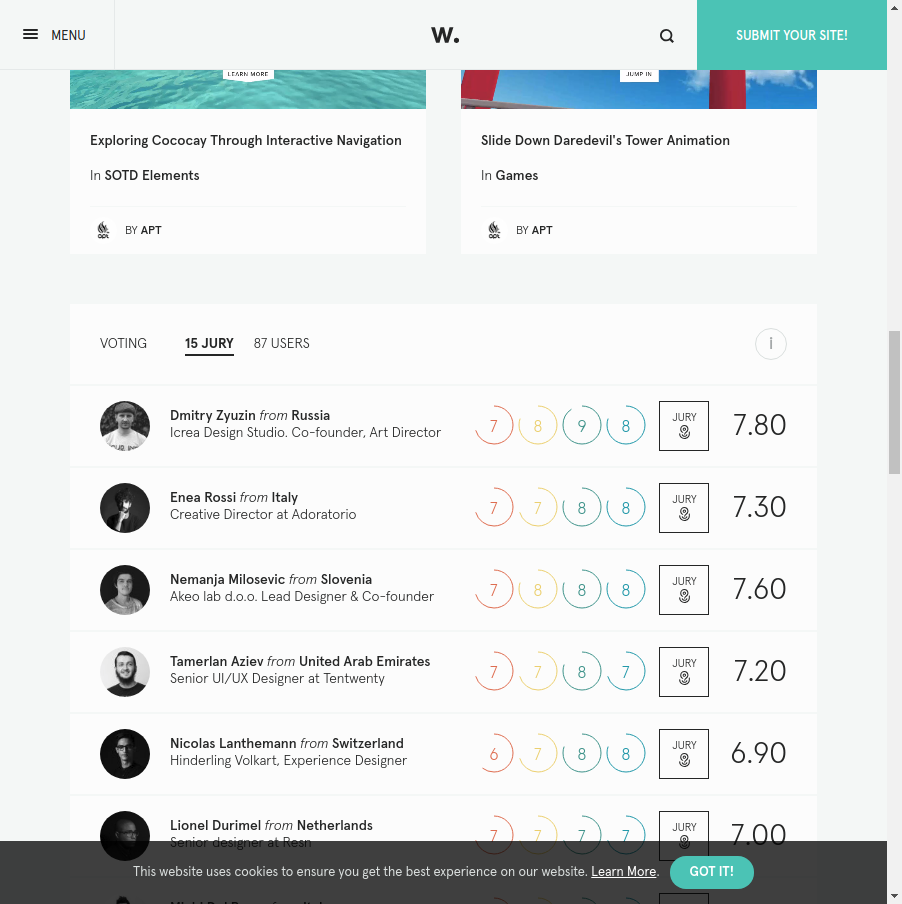 MENU
W.
SUBMIT YOUR SITE!
LEARN MORE
JUMP IN
Exploring Cococay Through Interactive Navigation
In SOTD Elements
BY APT
Slide Down Daredevil's Tower Animation
In Games
BY APT
VOTING 15 JURY 87 USERS i
Dmitry Zyuzin from Russia
Icrea Design Studio. Co-founder, Art Director
7 8 9 8 JURY 7.80
Enea Rossi from Italy
Creative Director at Adoratorio
7 7 8 8 JURY 7.30
Nemanja Milosevic from Slovenia
Akeo lab d.o.o. Lead Designer & Co-founder
7 8 8 8 JURY 7.60
Tamerlan Aziev from United Arab Emirates
Senior UI/UX Designer at Tentwenty
7 7 8 7 JURY 7.20
Nicolas Lanthemann from Switzerland
Hinderling Volkart, Experience Designer
6 7 8 8 JURY 6.90
Lionel Durimel from Netherlands
Senior designer at Resn
7 7 7 7 JURY 7.00
This website uses cookies to ensure you get the best experience on our website. Learn More. GOT IT!